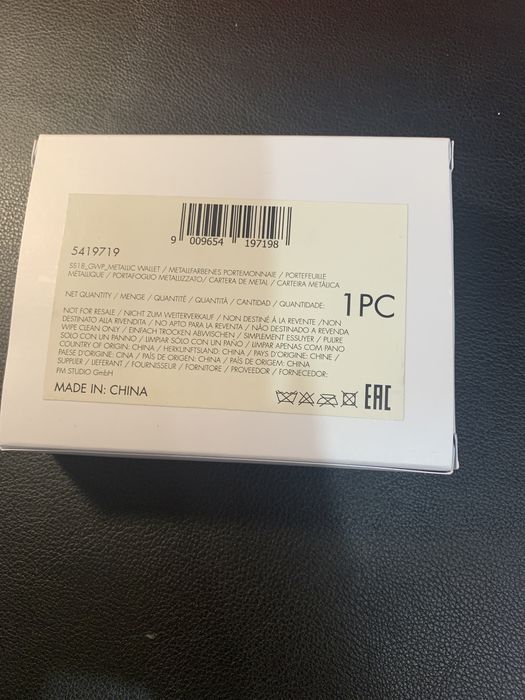 9 009654 197198
5419719
SS18_GWP_METALLIC WALLET / METALLFARBENES PORTEMONNAIE / PORTEFEUILLE
MÉTALLIQUE / PORTAFOGLIO METALLIZZATO/ CARTERA DE METAL / CARTEIRA METÁLICA
NET QUANTITY / MENGE / QUANTITÉ / QUANTITÀ / CANTIDAD / QUANTIDADE: 1PC
NOT FOR RESALE / NICHT ZUM WEITERVERKAUF / NON DESTINÉ À LA REVENTE /NON
DESTINATO ALLA RIVENDITA / NO APTO PARA LA REVENTA / NÃO DESTINADO A REVENDA
WIPE CLEAN ONLY / EINFACH TROCKEN ABWISCHEN / SIMPLEMENT ESSUYER / PULIRE
SOLO CON UN PANNO / LIMPIAR SÓLO CON UN PAÑO / LIMPAR APENAS COM PANO
COUNTRY OF ORIGIN: CHINA / HERKUNFTSLAND: CHINA / PAYS D'ORIGINE: CHINE /
PAESE D'ORIGINE: CINA / PAÍS DE ORIGEN: CHINA / PAÍS DE ORIGEM: CHINA
SUPPLIER / LIEFERANT / FOURNISSEUR / FORNITORE / PROVEEDOR / FORNECEDOR:
PM STUDIO GmbH
MADE IN: CHINA EAC